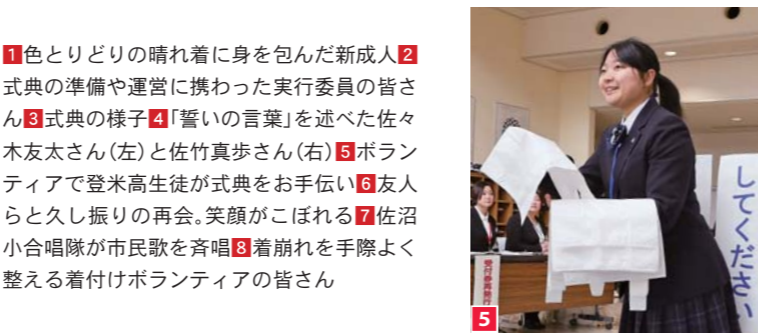 1色とりどりの晴れ着に身を包んだ新成人2
式典の準備や運営に携わった実行委員の皆さ
ん3式典の様子4「誓いの言葉」を述べた佐々
木友太さん(左)と佐竹真歩さん(右)5ボラン
ティアで登米高生徒が式典をお手伝い6友人
らと久し振りの再会。笑顔がこぼれる7佐沼
小合唱隊が市民歌を斉唱8着崩れを手際よく
整える着付けボランティアの皆さん
してください
5